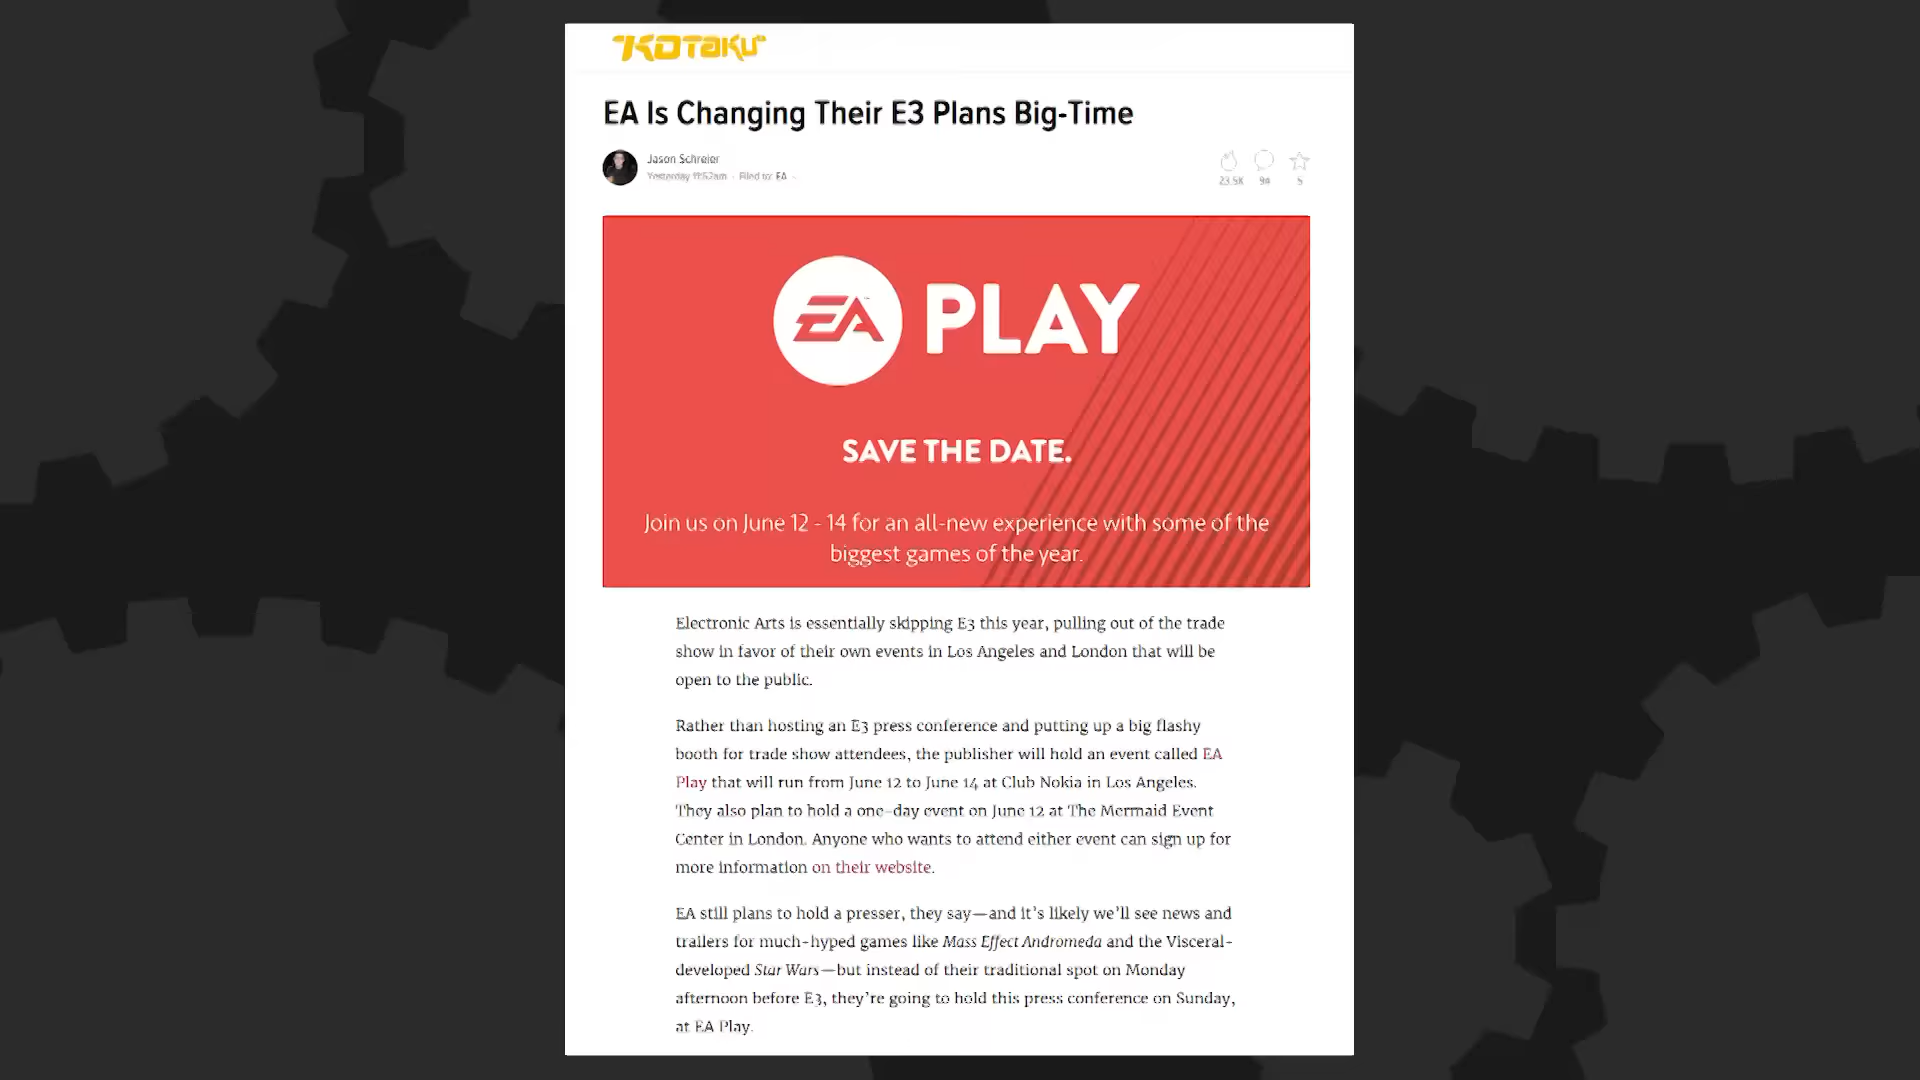 KOTaKU
EA Is Changing Their E3 Plans Big-Time
Jason Schreier
Yesterday 11:52am · Filed to: EA
23.5K 94 5
EA PLAY
SAVE THE DATE.
Join us on June 12 - 14 for an all-new experience with some of the
biggest games of the year.
Electronic Arts is essentially skipping E3 this year, pulling out of the trade
show in favor of their own events in Los Angeles and London that will be
open to the public.
Rather than hosting an E3 press conference and putting up a big flashy
booth for trade show attendees, the publisher will hold an event called EA
Play that will run from June 12 to June 14 at Club Nokia in Los Angeles.
They also plan to hold a one-day event on June 12 at The Mermaid Event
Center in London. Anyone who wants to attend either event can sign up for
more information on their website.
EA still plans to hold a presser, they say—and it's likely we'll see news and
trailers for much-hyped games like Mass Effect Andromeda and the Visceral-
developed Star Wars—but instead of their traditional spot on Monday
afternoon before E3, they're going to hold this press conference on Sunday,
at EA Play.